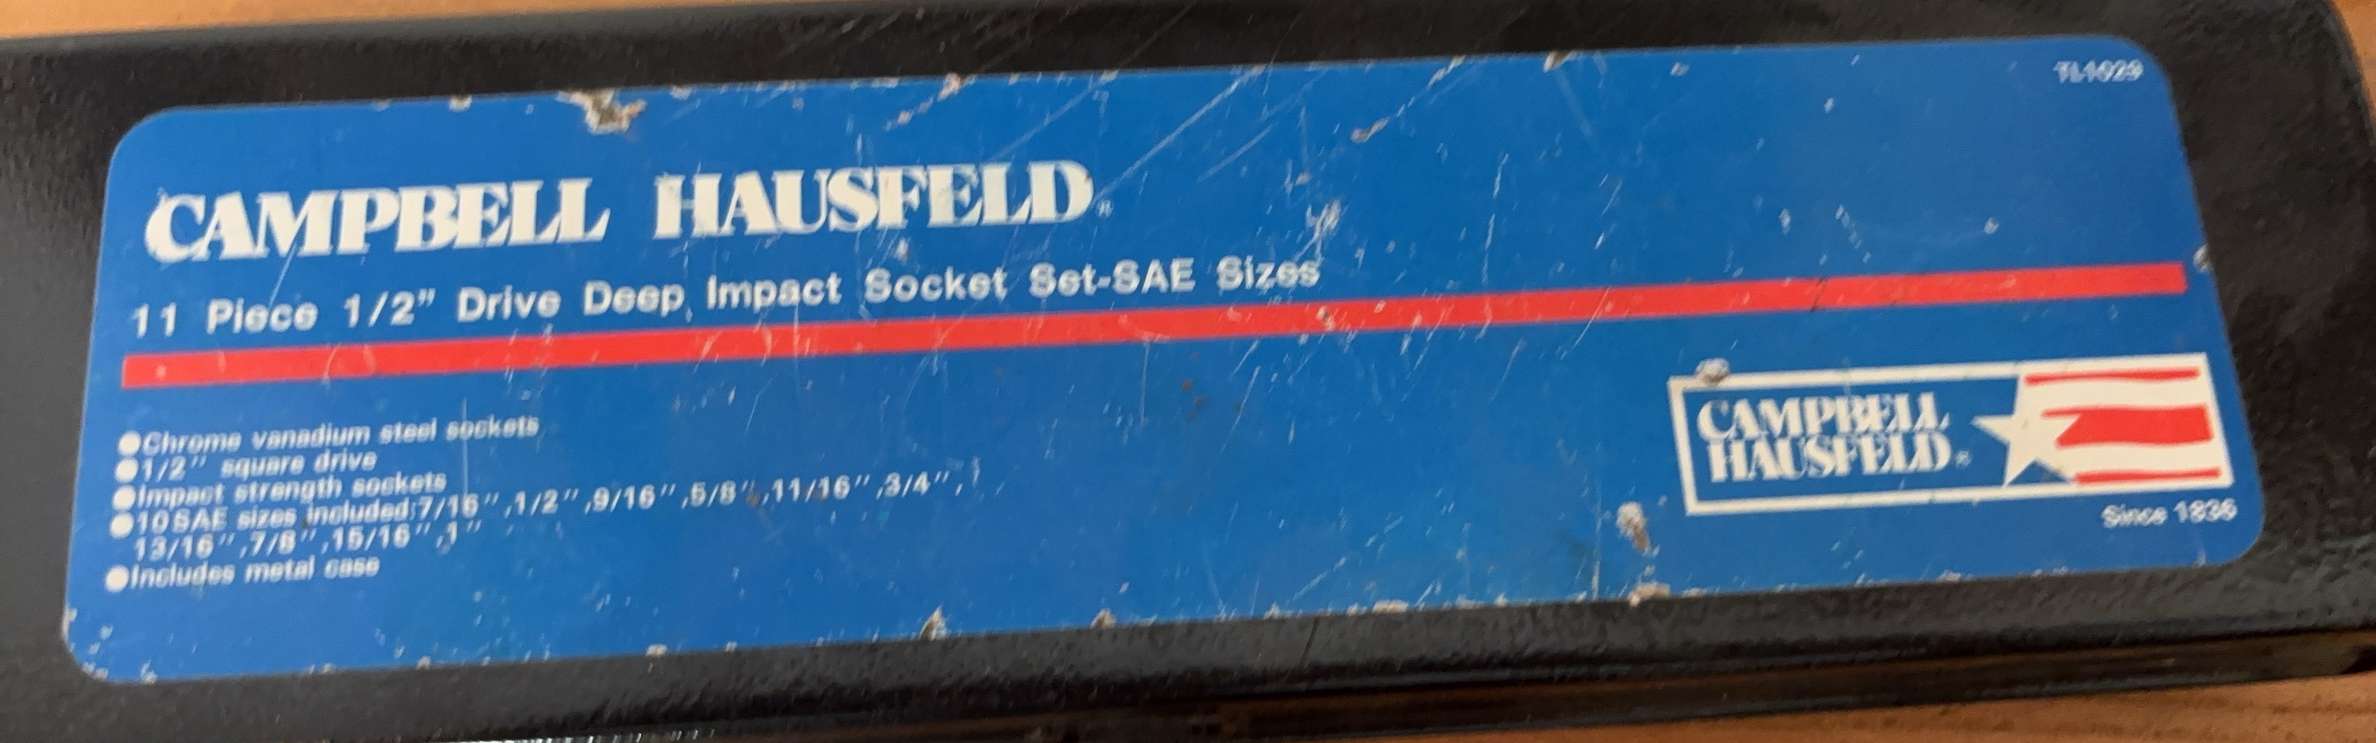 TL1029
CAMPBELL HAUSFELD®
11 Piece 1/2" Drive Deep Impact Socket Set-SAE Sizes
●Chrome vanadium steel sockets
●1/2" square drive
●Impact strength sockets
●10 SAE sizes included:7/16",1/2",9/16",5/8",11/16",3/4",
13/16",7/8",15/16",1"
●Includes metal case
CAMPBELL
HAUSFELD®
Since 1836